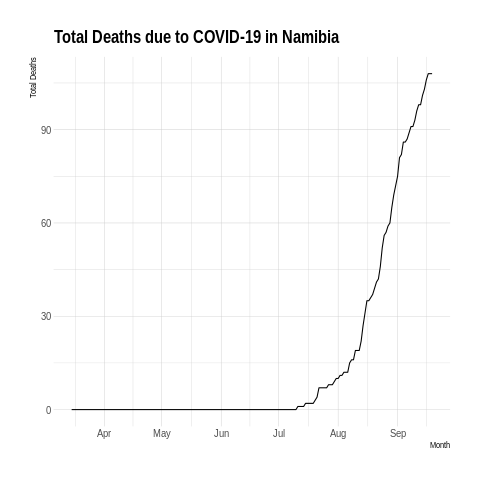 Total Deaths due to COVID-19 in Namibia
Total Deaths
90
60
30
0
Apr May Jun Jul Aug Sep
Month